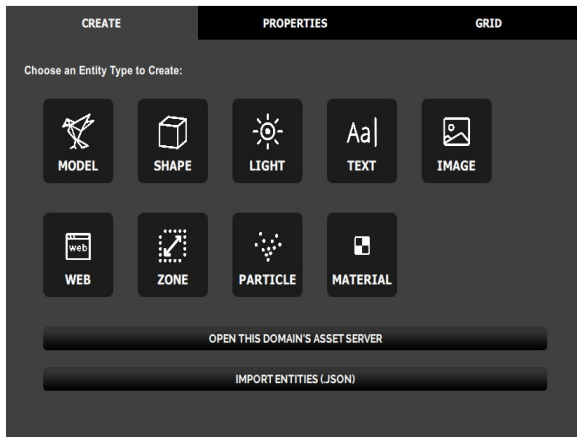 CREATE PROPERTIES GRID
Choose an Entity Type to Create:
Aa
MODEL SHAPE LIGHT TEXT IMAGE
web
WEB ZONE PARTICLE MATERIAL
OPEN THIS DOMAIN'S ASSET SERVER
IMPORT ENTITIES (.JSON)